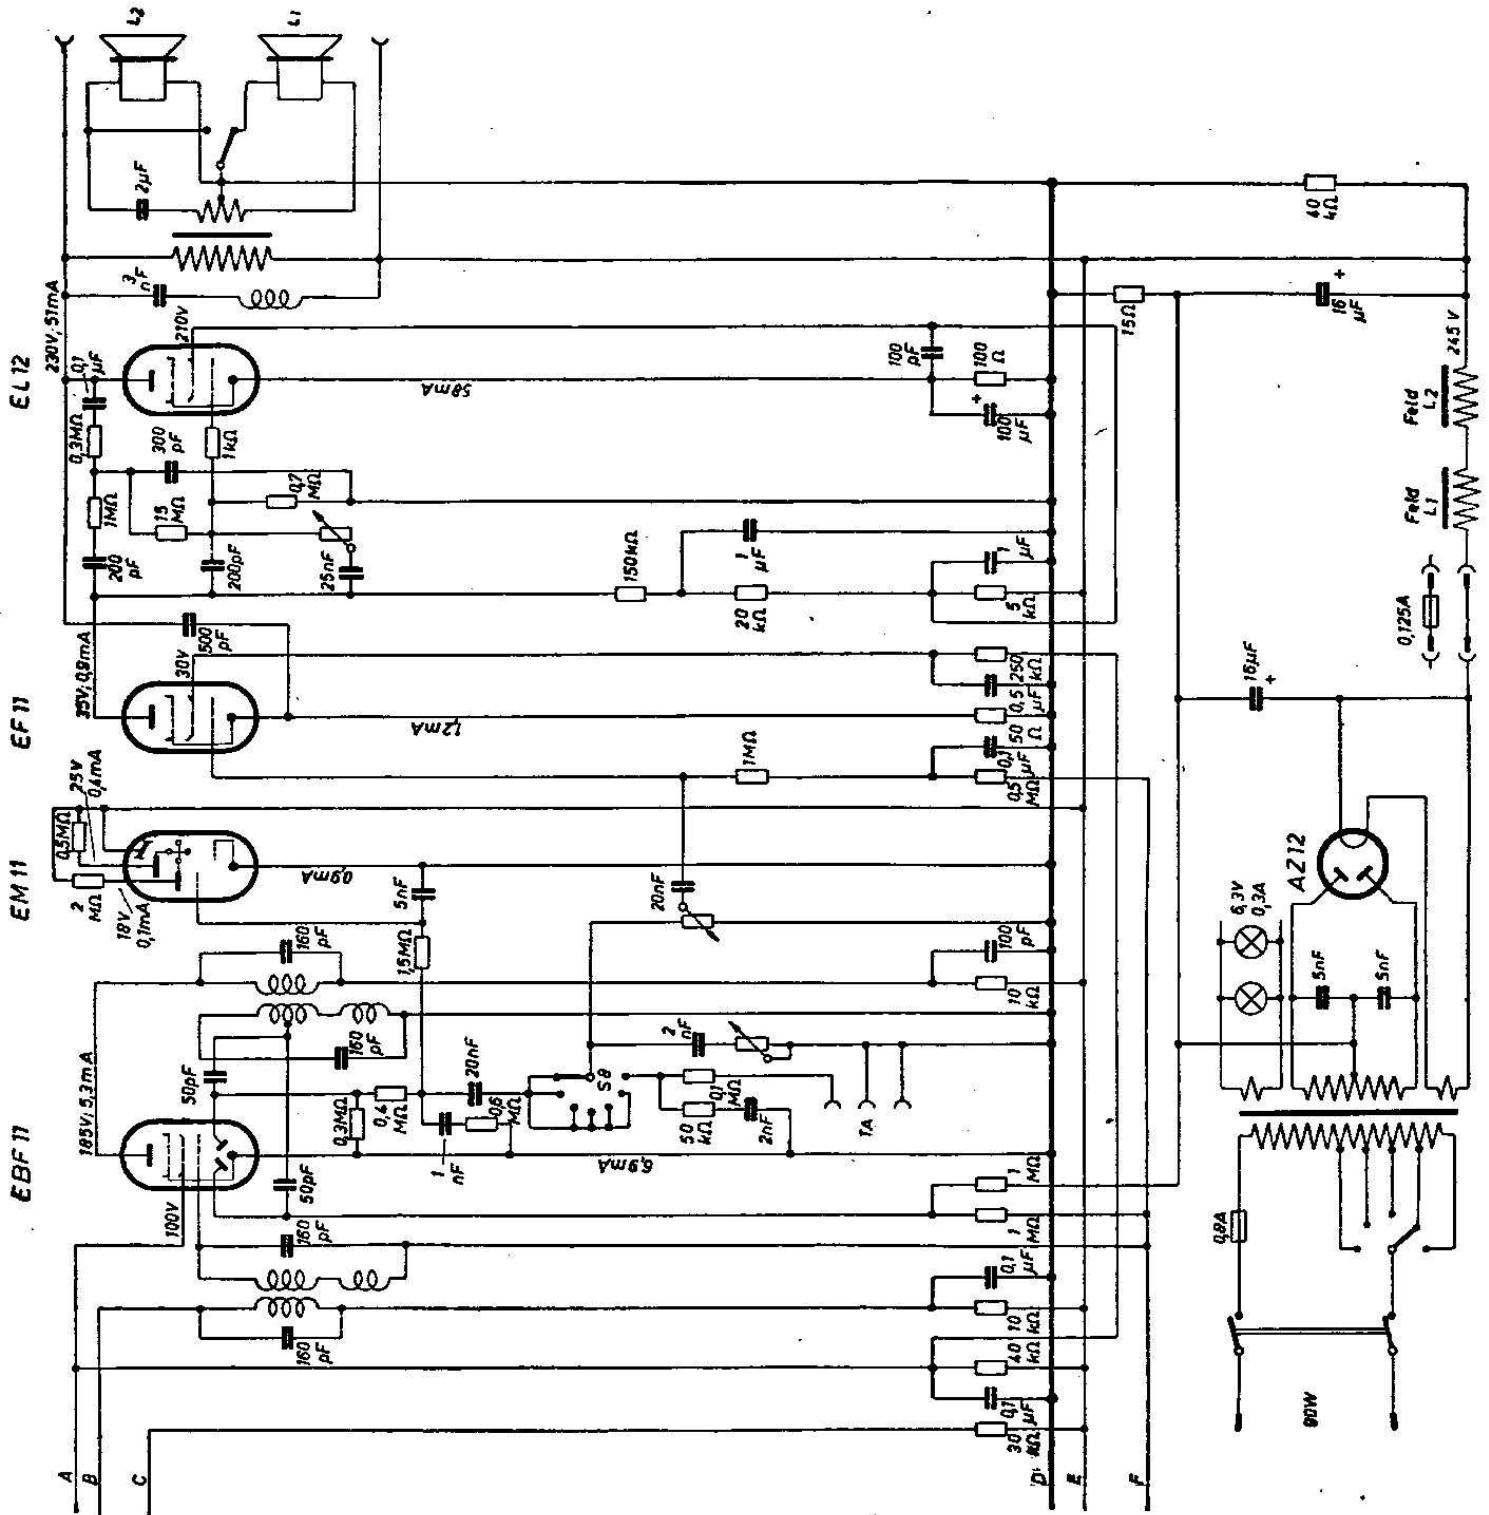 L2
L1
2µF
3
nF
230V; 51mA
EL 12
0,1
µF
210V
0,3MΩ
300
pF
1kΩ
58mA
100
pF
100
Ω
+
100
µF
15Ω
40
4Ω
16
µF
+
245 V
Feld
L2
Feld
L1
1MΩ
15
MΩ
0,7
MΩ
200
pF
200pF
25nF
150kΩ
1
µF
20
kΩ
1
µF
5
kΩ
0,125A
35V; 0,9mA
500
pF
30V
EF 11
1,2mA
250
kΩ
0,5
µF
50
Ω
0,1
µF
0,5
MΩ
1MΩ
16µF
+
25V
0,4mA
0,5MΩ
EM 11
2
MΩ
18V
0,1mA
0,9mA
5nF
20nF
AZ12
6,3V
0,3A
160
pF
1,5MΩ
100
pF
10
kΩ
5nF
5nF
160
pF
185V; 5,3mA
50pF
20nF
2
nF
S8
0,4
MΩ
0,3MΩ
0,6
MΩ
1
nF
0,1
MΩ
50
kΩ
2nF
TA
EBF 11
6,9mA
100V
50pF
1
MΩ
1
MΩ
160
pF
0,1
µF
10
kΩ
160
pF
40
kΩ
0,1
µF
30
kΩ
0,8A
90W
A
B
C
D
E
F